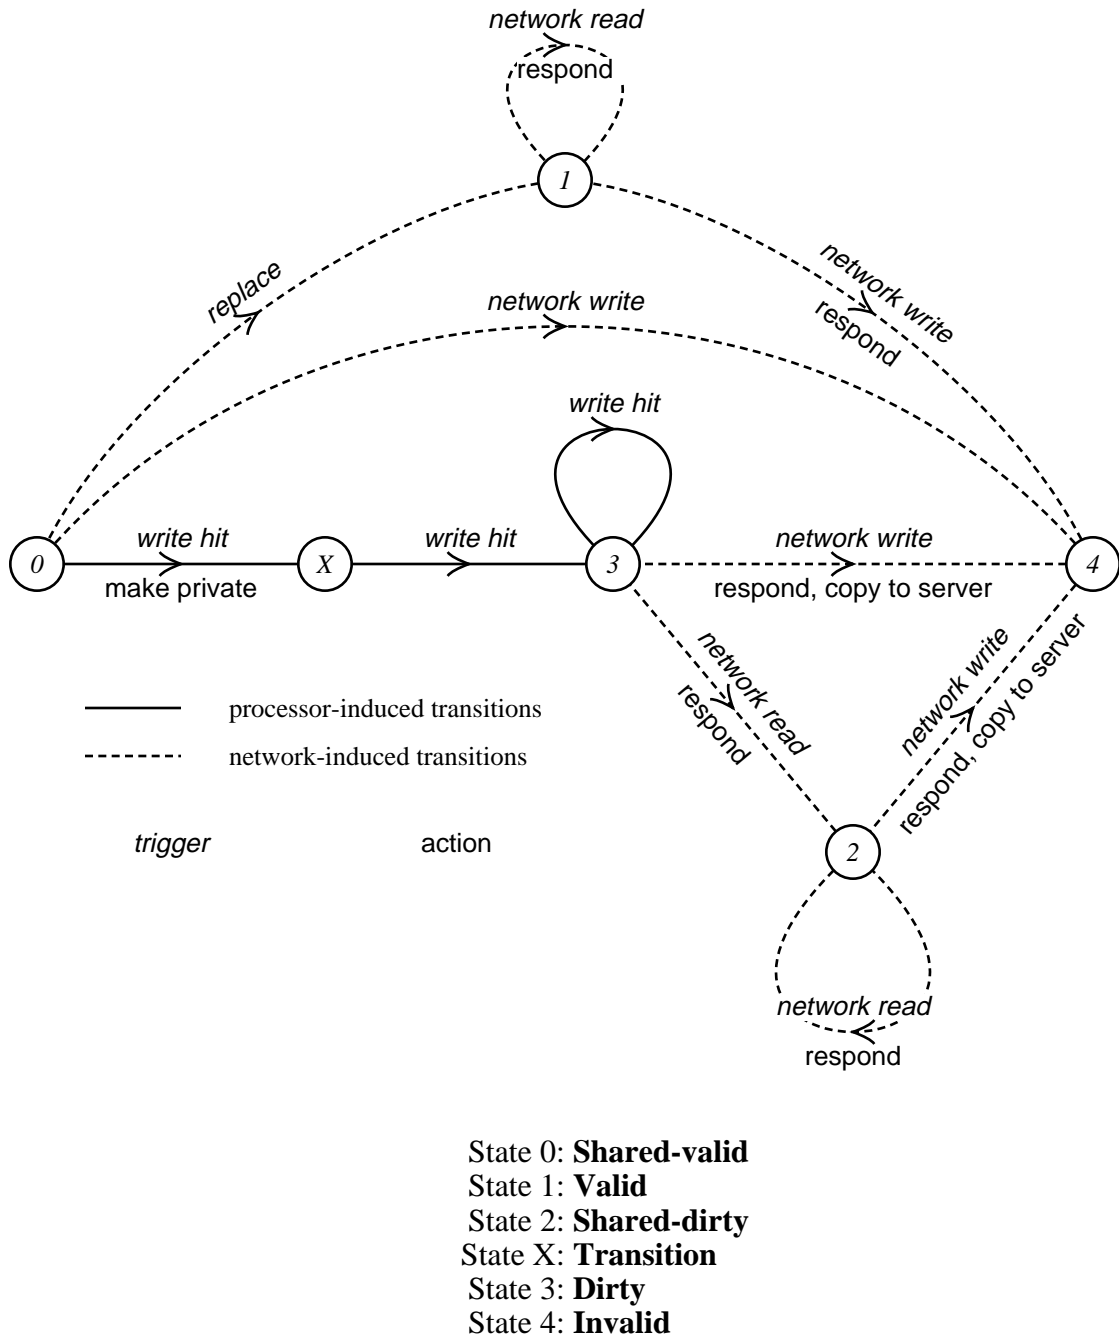 network read
respond
1
replace
network write
network write
respond
write hit
0
write hit
make private
X
write hit
3
network write
respond, copy to server
4
network read
respond
network write
respond, copy to server
processor-induced transitions
network-induced transitions
trigger
action
2
network read
respond
State 0: Shared-valid
State 1: Valid
State 2: Shared-dirty
State X: Transition
State 3: Dirty
State 4: Invalid